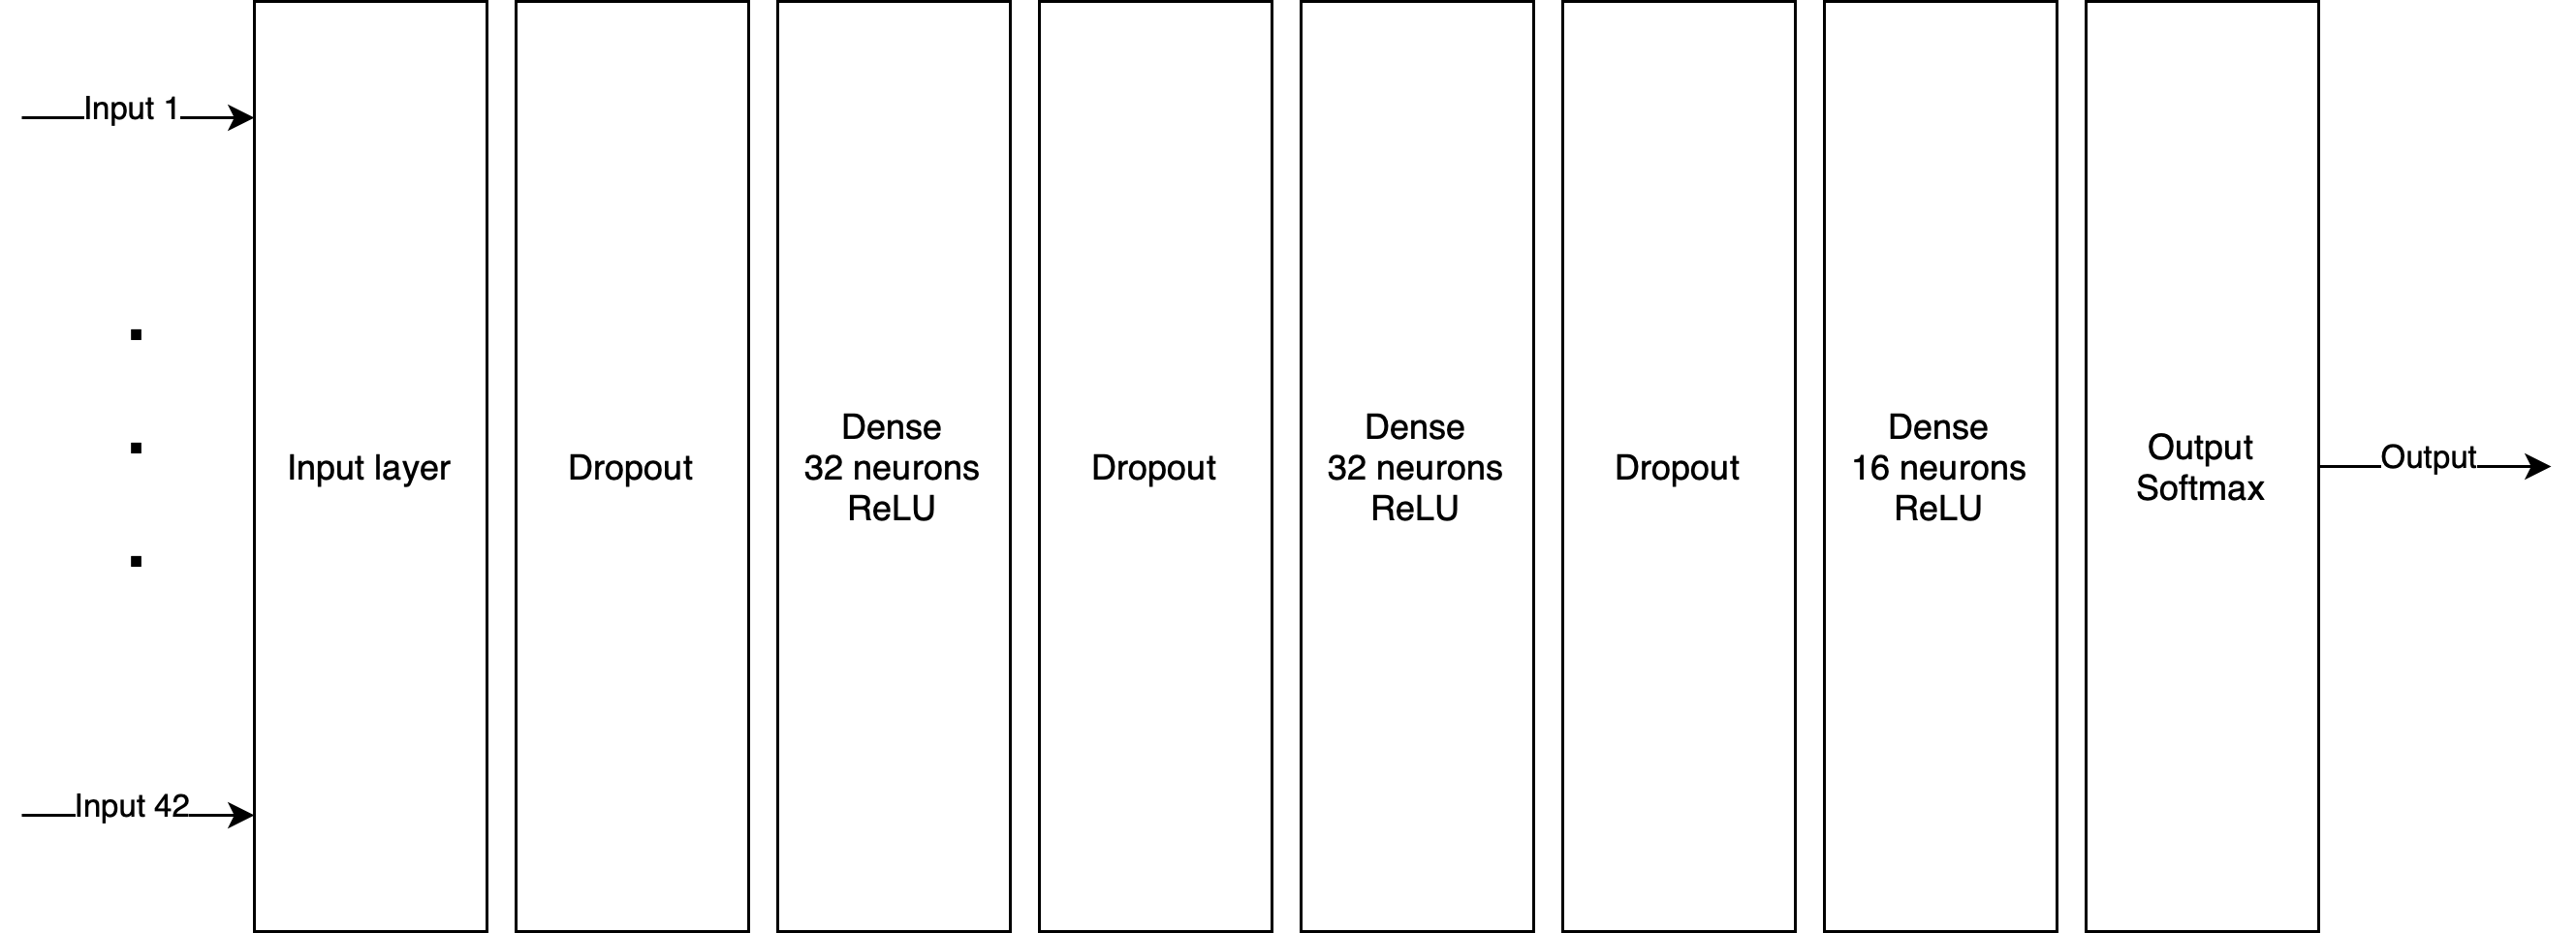 Input 1
Input 42
Input layer
Dropout
Dense
32 neurons
ReLU
Dropout
Dense
32 neurons
ReLU
Dropout
Dense
16 neurons
ReLU
Output
Softmax
Output